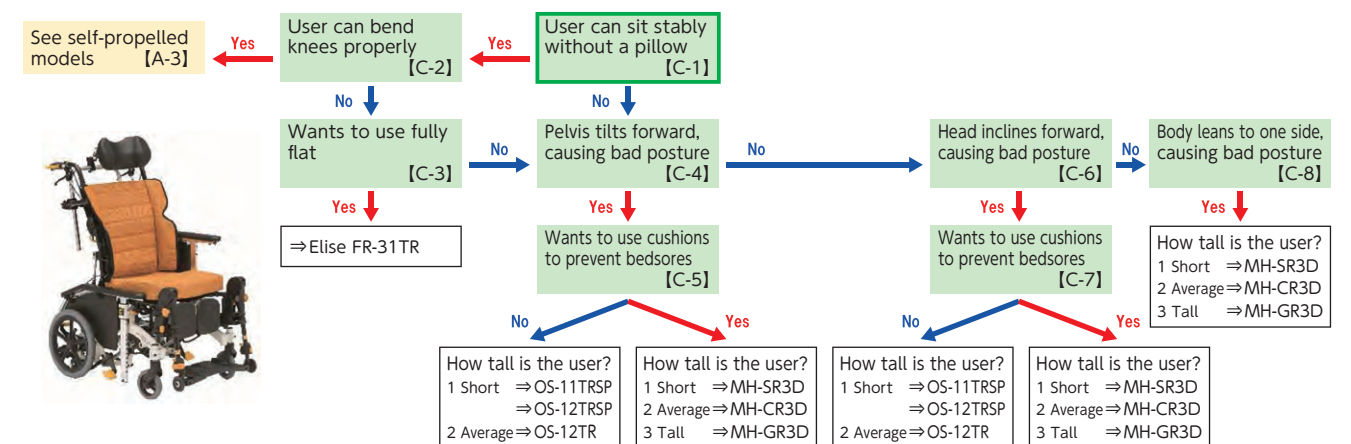 See self-propelled
models 【A-3】
Yes
User can bend
knees properly
【C-2】
Yes
User can sit stably
without a pillow
【C-1】
No
No
Wants to use fully
flat
【C-3】
No
Pelvis tilts forward,
causing bad posture
【C-4】
No
Head inclines forward,
causing bad posture
【C-6】
No
Body leans to one side,
causing bad posture
【C-8】
Yes
Yes
Yes
Yes
⇒Elise FR-31TR
Wants to use cushions
to prevent bedsores
【C-5】
Wants to use cushions
to prevent bedsores
【C-7】
How tall is the user?
1 Short ⇒MH-SR3D
2 Average⇒MH-CR3D
3 Tall ⇒MH-GR3D
No
Yes
No
Yes
How tall is the user?
1 Short ⇒OS-11TRSP
⇒OS-12TRSP
2 Average⇒OS-12TR
How tall is the user?
1 Short ⇒MH-SR3D
2 Average⇒MH-CR3D
3 Tall ⇒MH-GR3D
How tall is the user?
1 Short ⇒OS-11TRSP
⇒OS-12TRSP
2 Average⇒OS-12TR
How tall is the user?
1 Short ⇒MH-SR3D
2 Average⇒MH-CR3D
3 Tall ⇒MH-GR3D